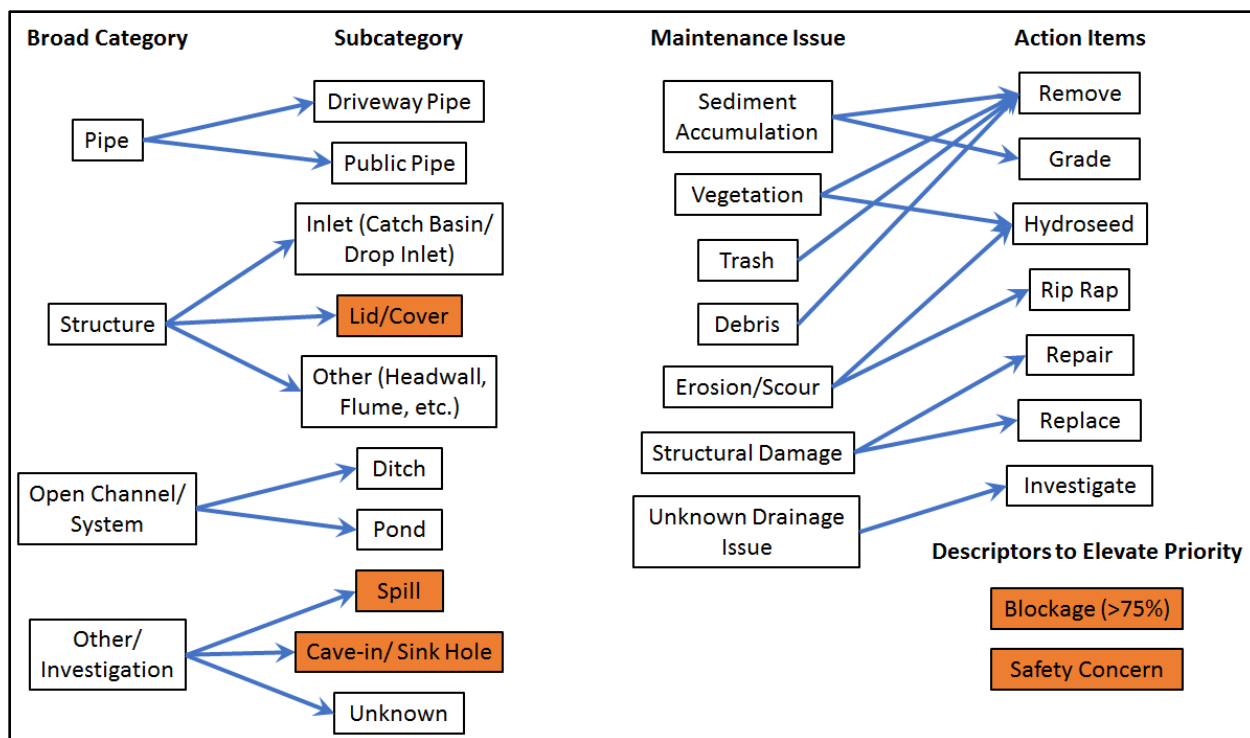 Broad Category
Subcategory
Pipe
Driveway Pipe
Public Pipe
Structure
Inlet (Catch Basin/
Drop Inlet)
Lid/Cover
Other (Headwall,
Flume, etc.)
Open Channel/
System
Ditch
Pond
Other/
Investigation
Spill
Cave-in/ Sink Hole
Unknown
Maintenance Issue
Action Items
Sediment
Accumulation
Vegetation
Trash
Debris
Erosion/Scour
Structural Damage
Unknown Drainage
Issue
Remove
Grade
Hydroseed
Rip Rap
Repair
Replace
Investigate
Descriptors to Elevate Priority
Blockage (>75%)
Safety Concern